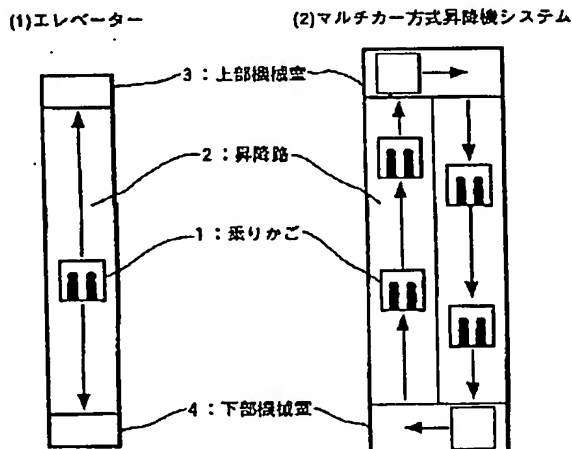 (1)エレベーター
(2)マルチカー方式昇降機システム
3：上部機械室
2：昇降路
1：乗りかご
4：下部機械室